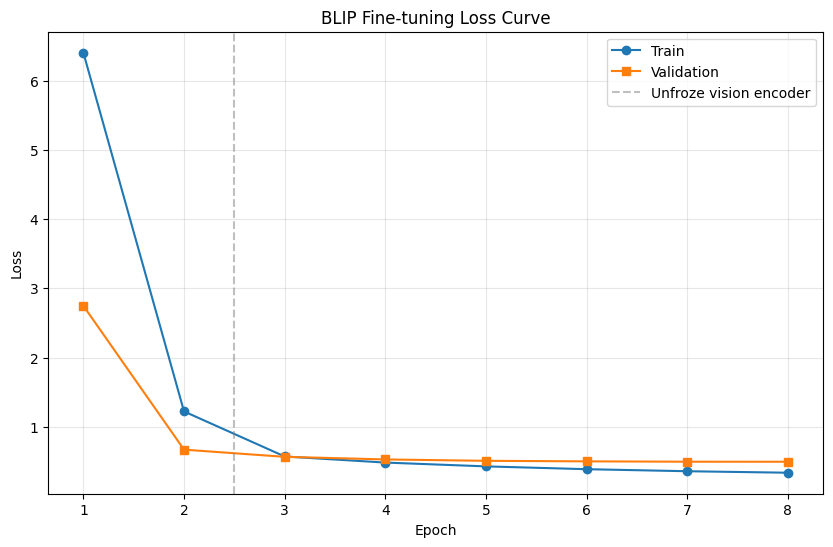 BLIP Fine-tuning Loss Curve
Train
Validation
Unfroze vision encoder
Loss
6
5
4
3
2
1
1 2 3 4 5 6 7 8
Epoch